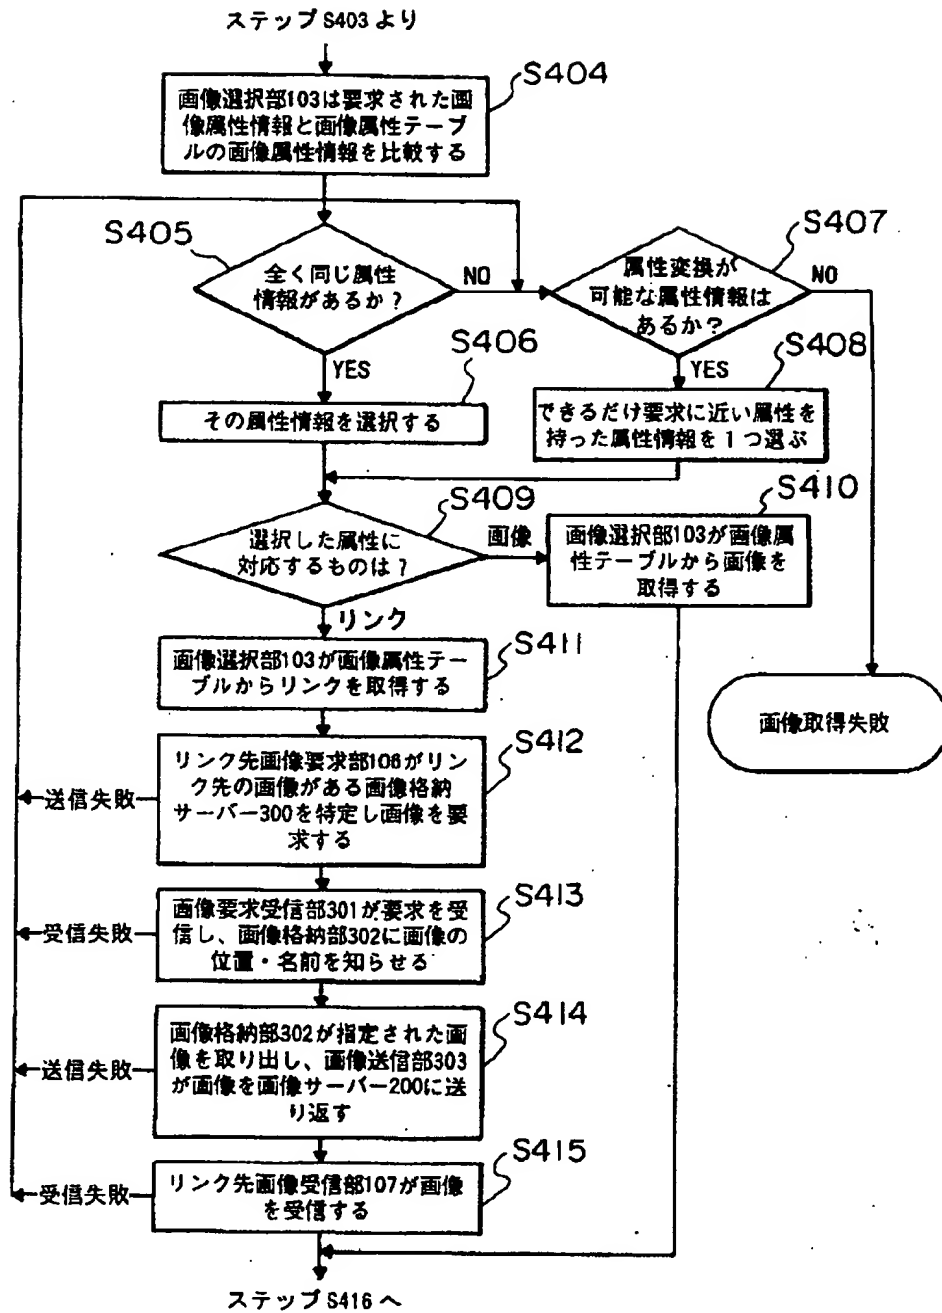 ステップS403より
S404
画像選択部103は要求された画
像属性情報と画像属性テーブ
ルの画像属性情報を比較する
S405
全く同じ属性
情報があるか？
NO
YES
S407
属性変換が
可能な属性情報は
あるか？
NO
YES
S406
その属性情報を選択する
S408
できるだけ要求に近い属性を
持った属性情報を１つ選ぶ
S409
選択した属性に
対応するものは？
画像
リンク
S410
画像選択部103が画像属
性テーブルから画像を
取得する
S411
画像選択部103が画像属性テー
ブルからリンクを取得する
画像取得失敗
S412
リンク先画像要求部106がリン
ク先の画像がある画像格納
サーバー300を特定し画像を要
求する
送信失敗
S413
画像要求受信部301が要求を受
信し、画像格納部302に画像の
位置・名前を知らせる
受信失敗
S414
画像格納部302が指定された画
像を取り出し、画像送信部303
が画像を画像サーバー200に送
り返す
送信失敗
S415
リンク先画像受信部107が画像
を受信する
受信失敗
ステップS416へ